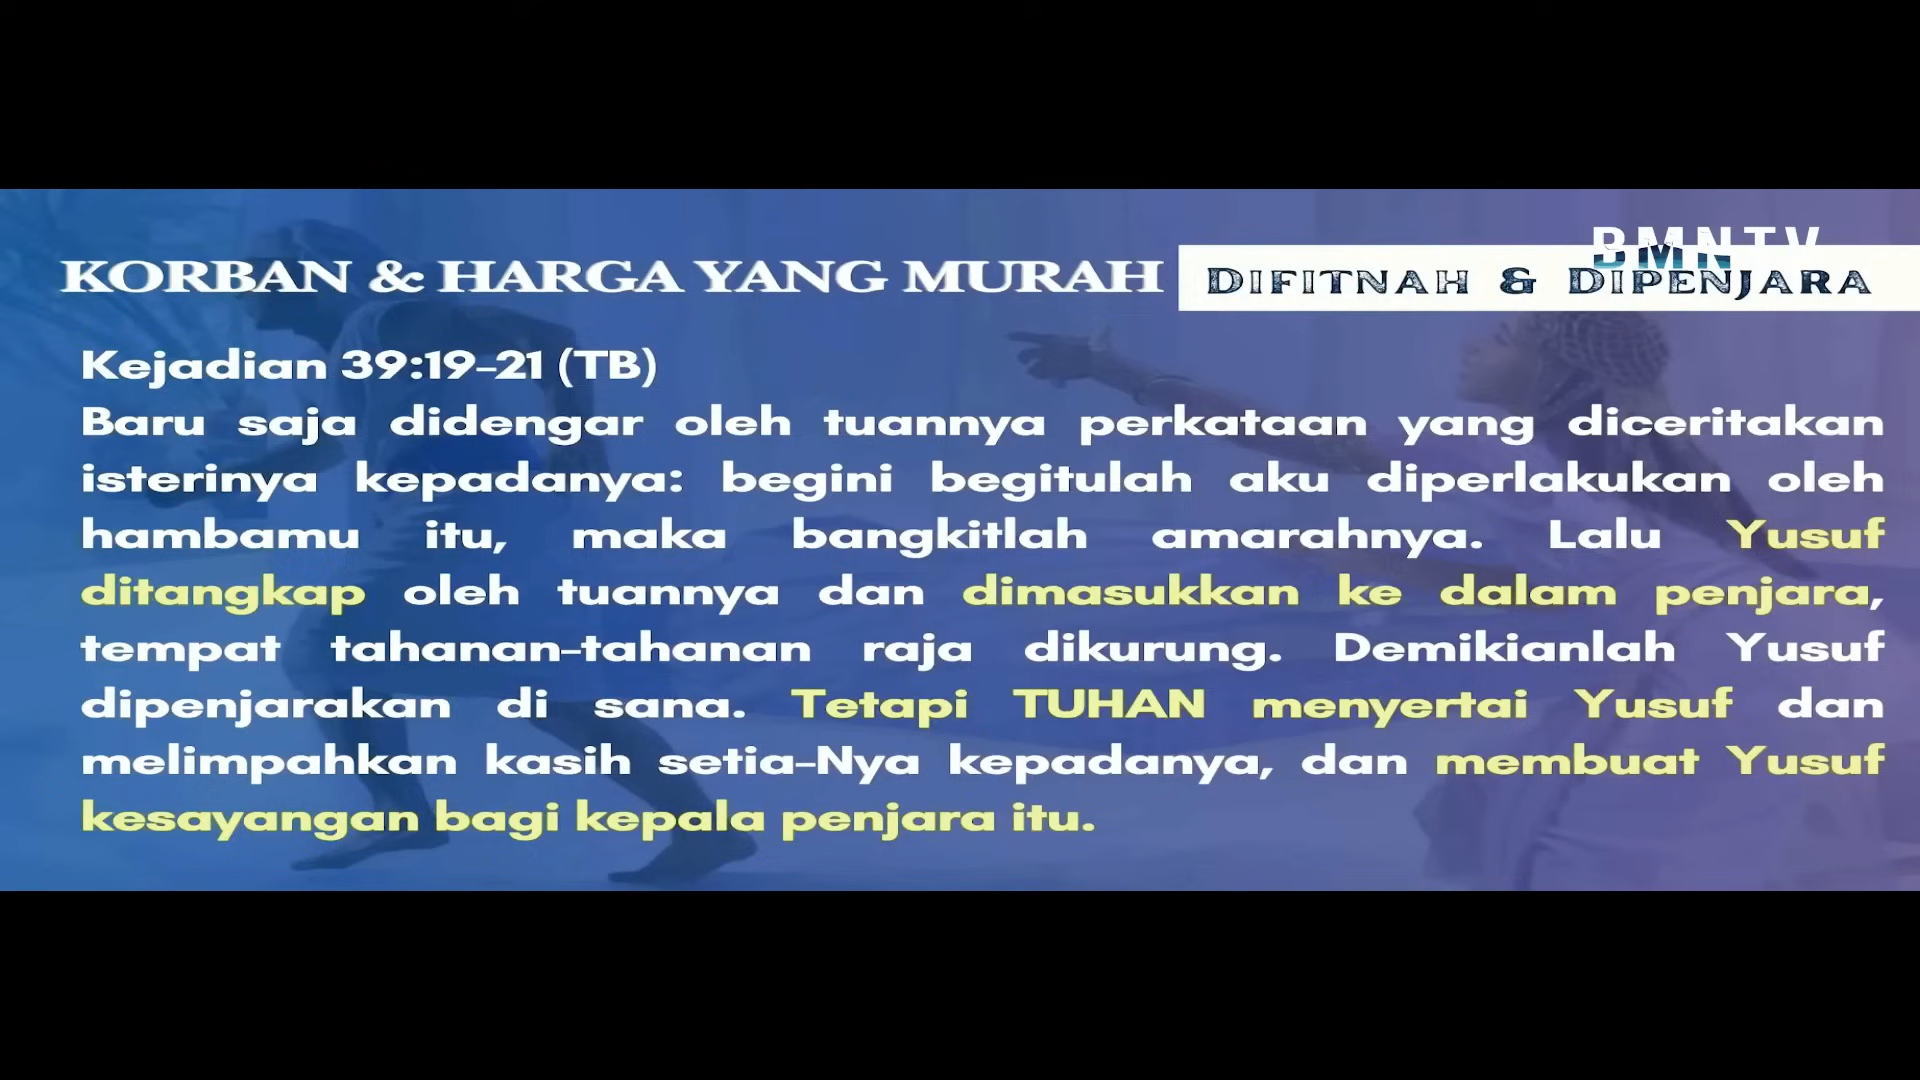 BMNTV
KORBAN & HARGA YANG MURAH
DIFITNAH & DIPENJARA
Kejadian 39:19-21 (TB)
Baru saja didengar oleh tuannya perkataan yang diceritakan
isterinya kepadanya: begini begitulah aku diperlakukan oleh
hambamu itu, maka bangkitlah amarahnya. Lalu Yusuf
ditangkap oleh tuannya dan dimasukkan ke dalam penjara,
tempat tahanan-tahanan raja dikurung. Demikianlah Yusuf
dipenjarakan di sana. Tetapi TUHAN menyertai Yusuf dan
melimpahkan kasih setia-Nya kepadanya, dan membuat Yusuf
kesayangan bagi kepala penjara itu.